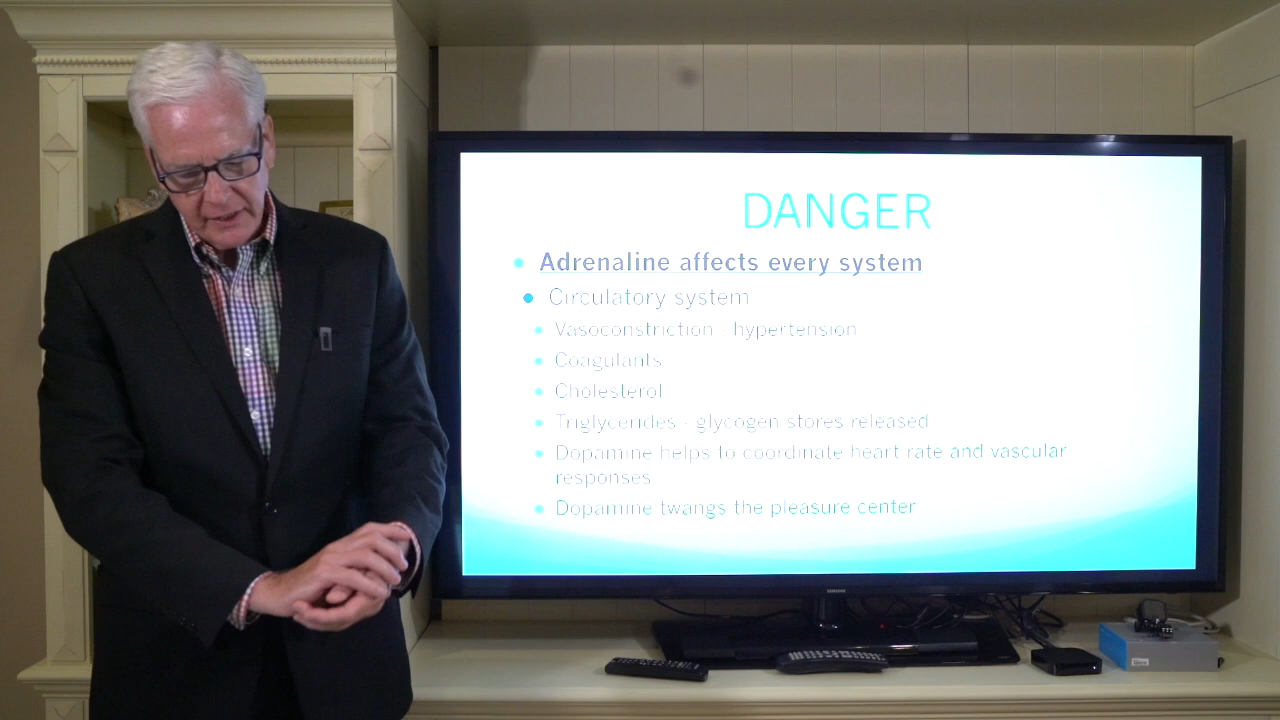 DANGER
Adrenaline affects every system
Circulatory system
Vasoconstriction - hypertension
Coagulants
Cholesterol
Triglycerides - glycogen stores released
Dopamine helps to coordinate heart rate and vascular
responses
Dopamine twangs the pleasure center
SAMSUNG